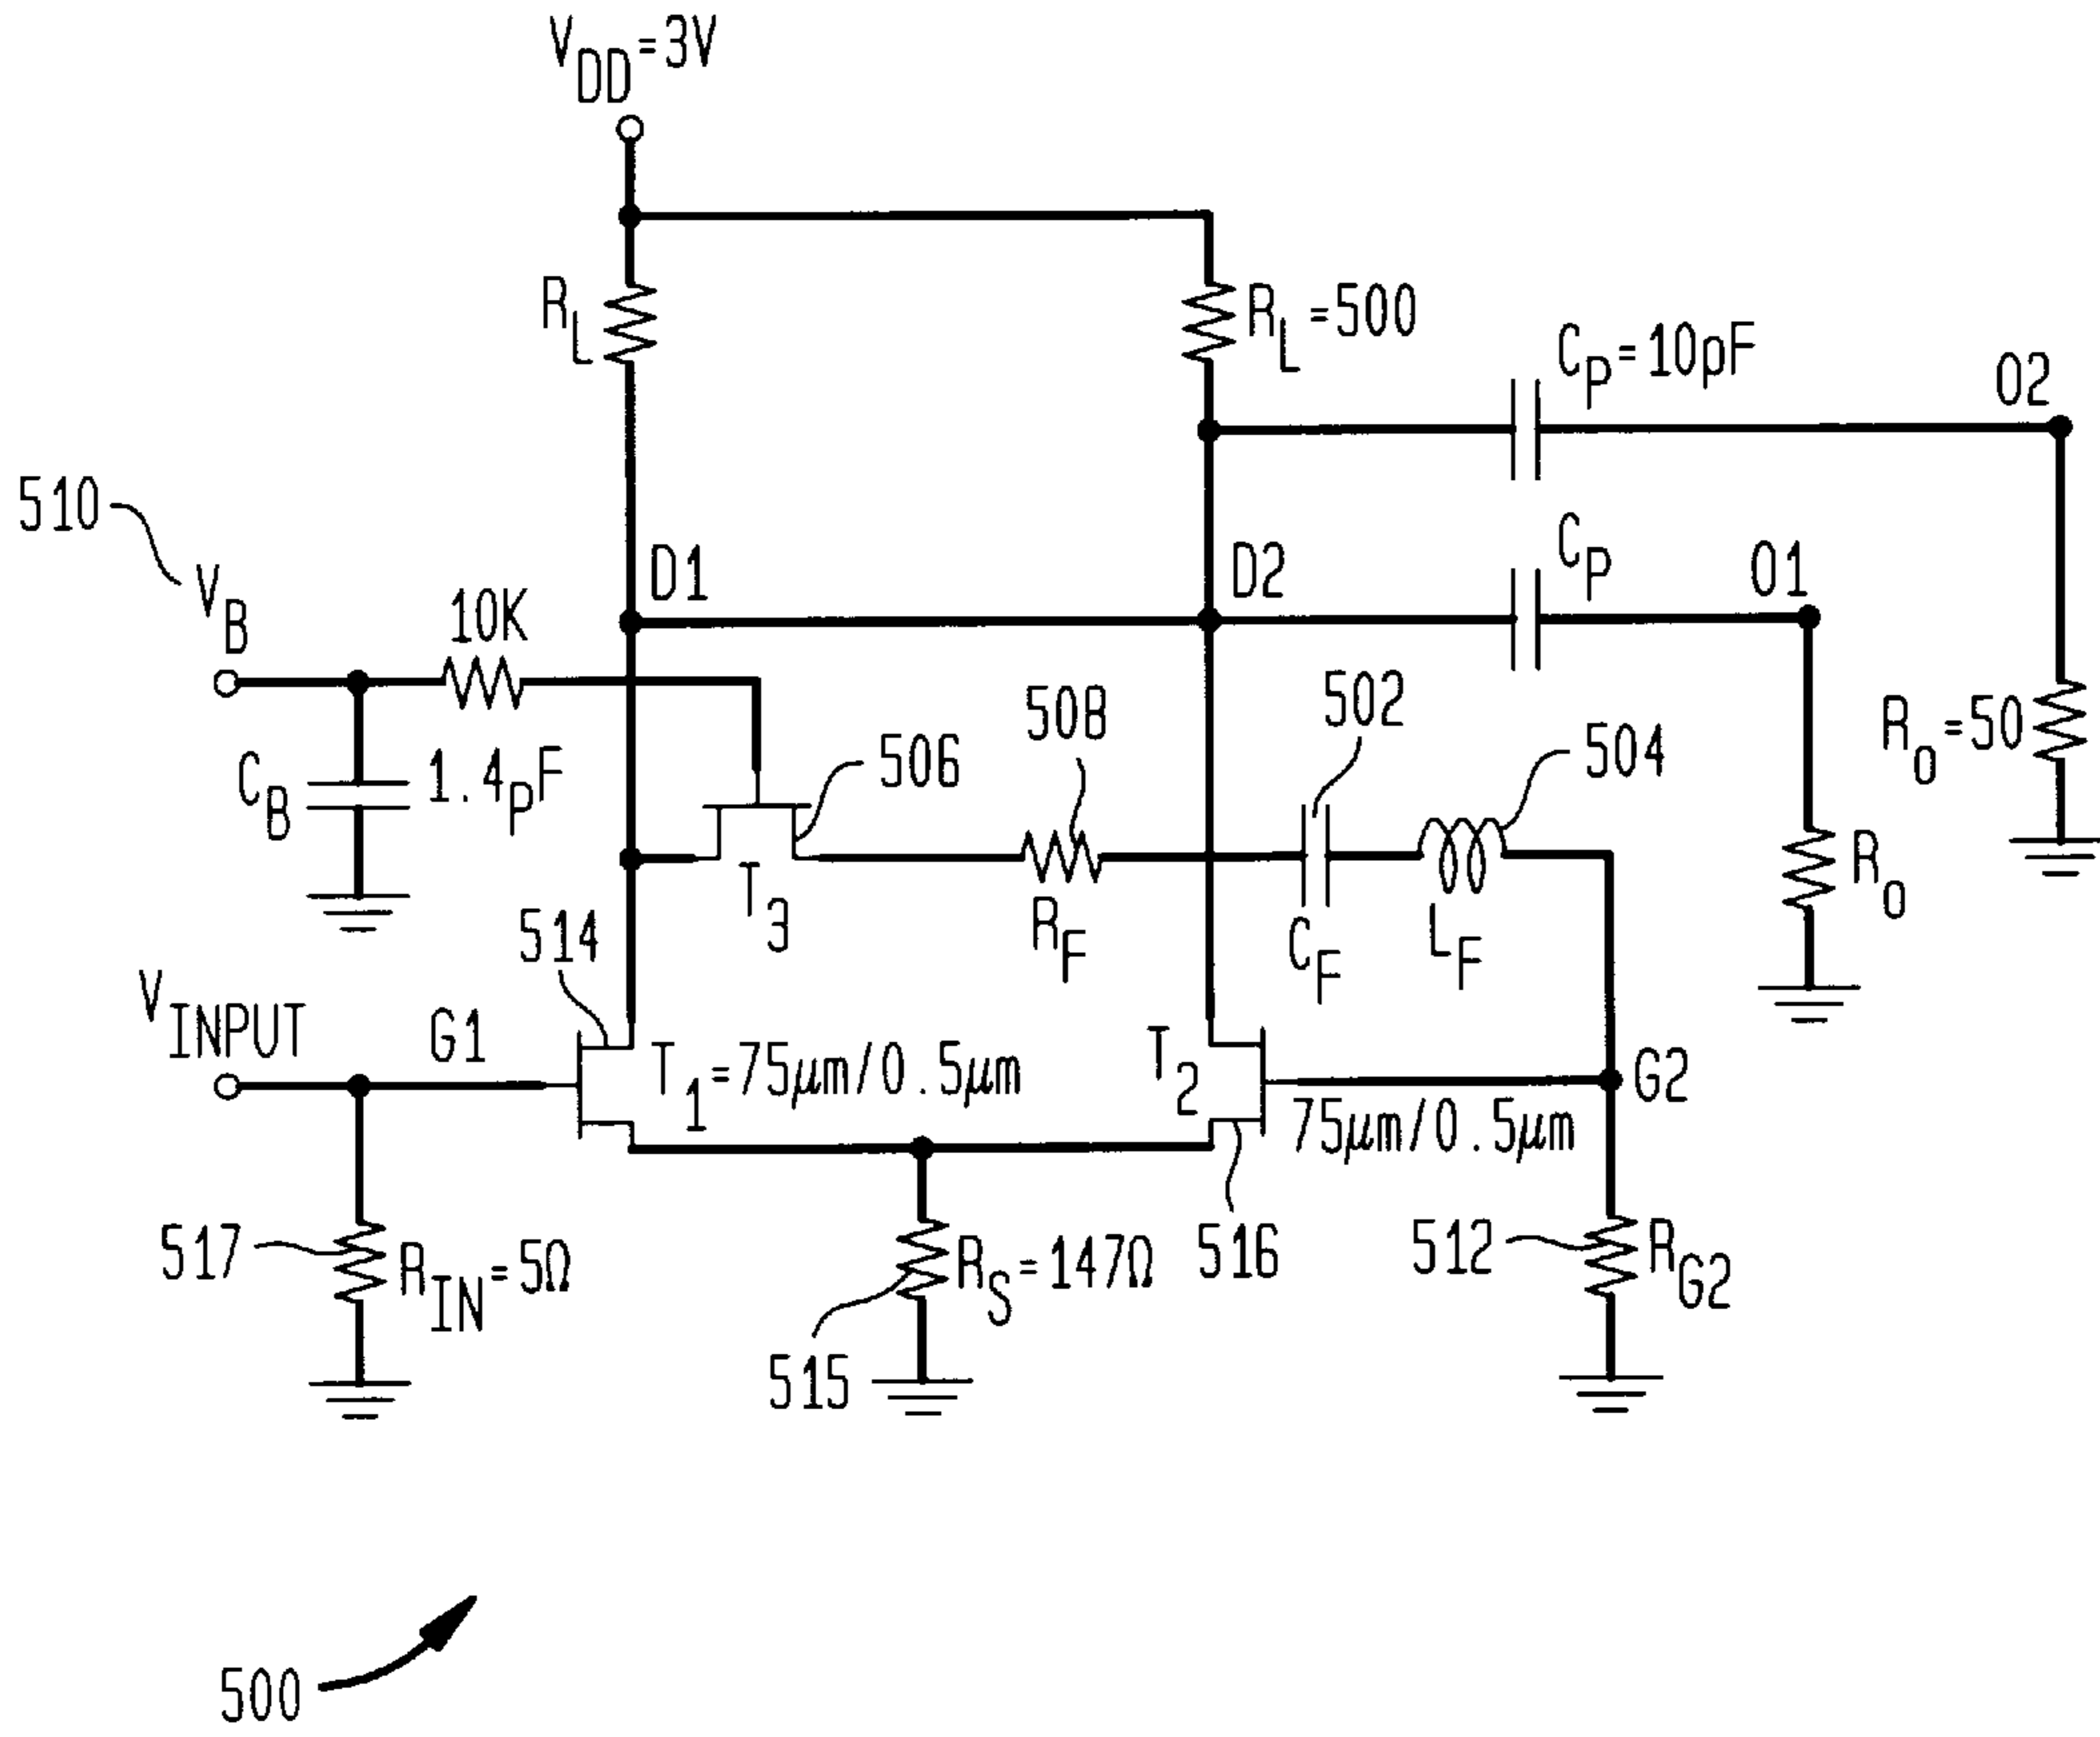 V_DD=3V
R_L
R_L=500
C_P=10pF
O2
510
V_B
10K
D1
D2
C_P
O1
508
502
504
506
R_O=50
C_B
1.4pF
T_3
R_F
C_F
L_F
R_O
514
V_INPUT
G1
T_1=75μm/0.5μm
T_2
75μm/0.5μm
G2
517
R_IN=5Ω
R_S=147Ω
516
512
R_G2
515
500